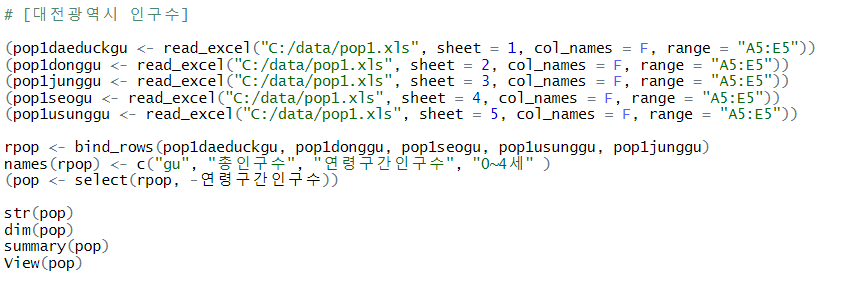 # [대전광역시 인구수]
(pop1daeduckgu <- read_excel("C:/data/pop1.xls", sheet = 1, col_names = F, range = "A5:E5"))
(pop1donggu <- read_excel("C:/data/pop1.xls", sheet = 2, col_names = F, range = "A5:E5"))
(pop1junggu <- read_excel("C:/data/pop1.xls", sheet = 3, col_names = F, range = "A5:E5"))
(pop1seogu <- read_excel("C:/data/pop1.xls", sheet = 4, col_names = F, range = "A5:E5"))
(pop1usunggu <- read_excel("C:/data/pop1.xls", sheet = 5, col_names = F, range = "A5:E5"))
rpop <- bind_rows(pop1daeduckgu, pop1donggu, pop1seogu, pop1usunggu, pop1junggu)
names(rpop) <- c("gu", "총인구수", "연령구간인구수", "0~4세" )
(pop <- select(rpop, -연령구간인구수))
str(pop)
dim(pop)
summary(pop)
View(pop)